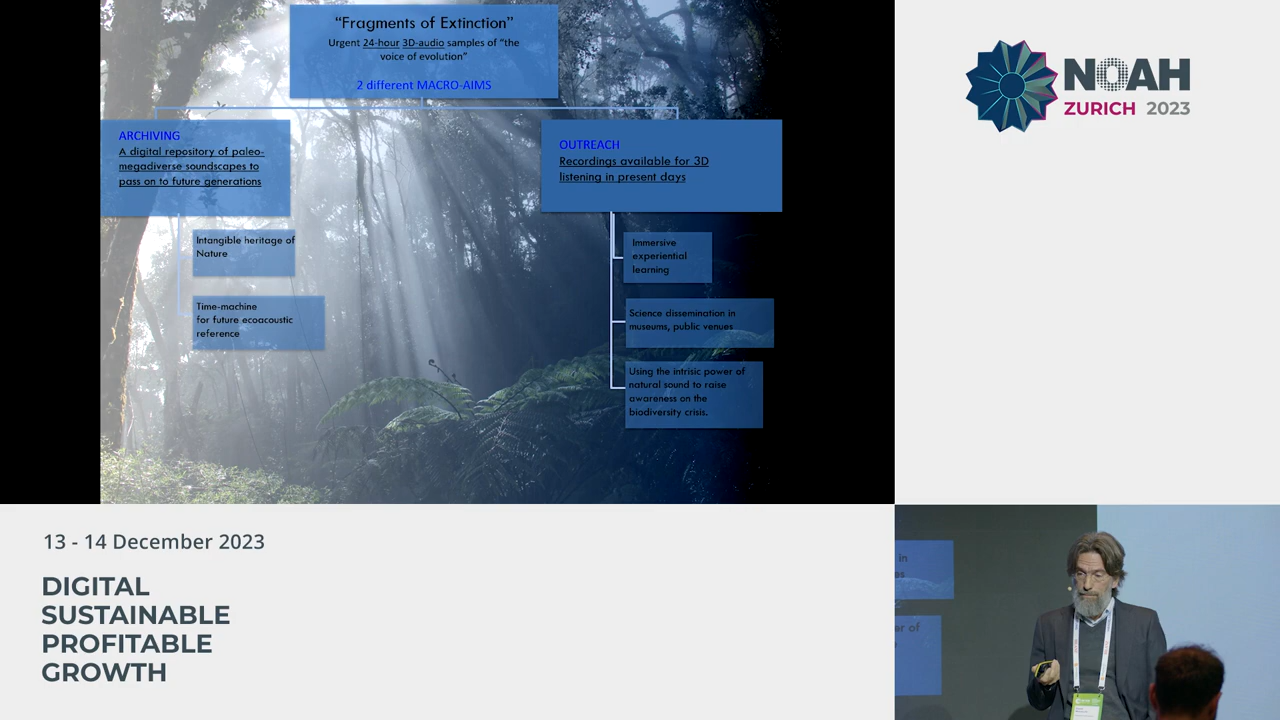 “Fragments of Extinction”
Urgent 24-hour 3D-audio samples of “the
voice of evolution”
2 different MACRO-AIMS
ARCHIVING
A digital repository of paleo-
megadiverse soundscapes to
pass on to future generations
Intangible heritage of
Nature
Time-machine
for future ecoacoustic
reference
OUTREACH
Recordings available for 3D
listening in present days
Immersive
experiential
learning
Science dissemination in
museums, public venues
Using the intrisic power of
natural sound to raise
awareness on the
biodiversity crisis.
NOAH
ZURICH 2023
13 - 14 December 2023
DIGITAL
SUSTAINABLE
PROFITABLE
GROWTH
in
er of